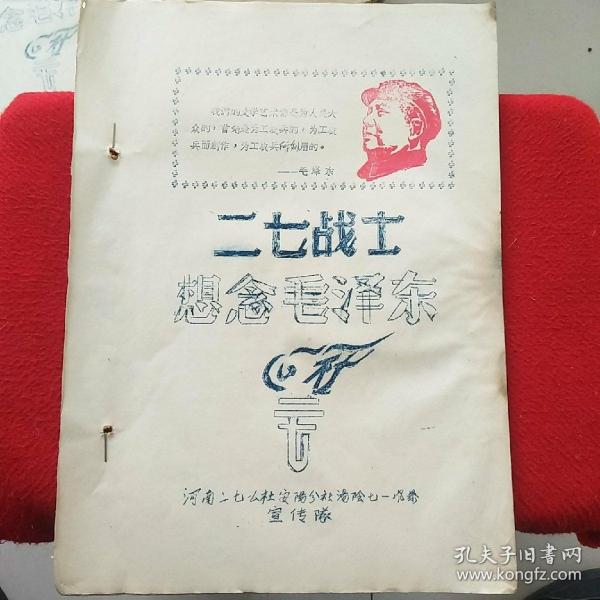 我们的文学艺术都是为人民大
众的，首先是为工农兵的，为工农
兵而创作，为工农兵所利用的。
——毛泽东
二七战士
想念毛泽东
二七
河南二七公社安阳分社汤阴七一
宣传队
孔夫子旧书网
www.kongfz.com